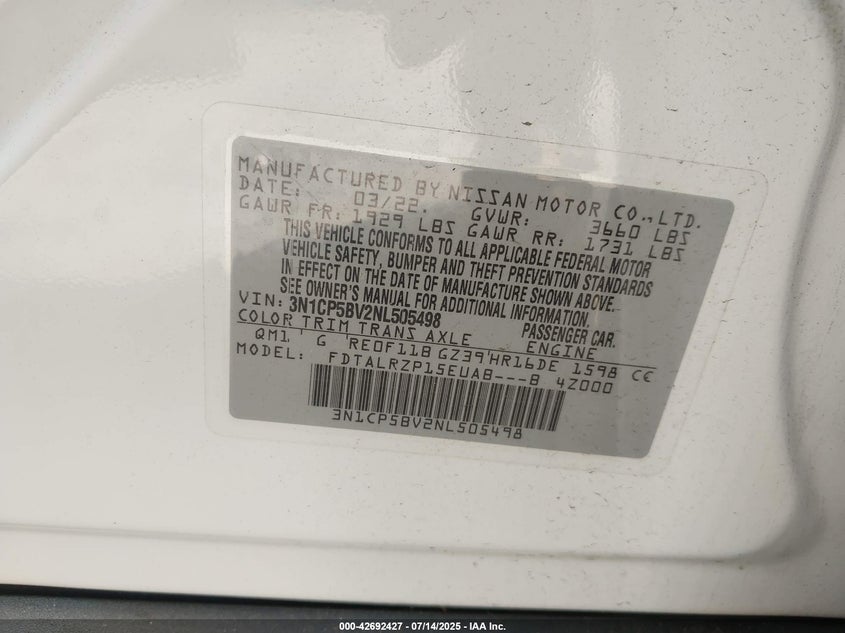 MANUFACTURED BY NISSAN MOTOR CO.,LTD.
DATE: 03/22. GVWR: 3660 LBS
GAWR FR: 1929 LBS GAWR RR: 1731 LBS
THIS VEHICLE CONFORMS TO ALL APPLICABLE FEDERAL MOTOR
VEHICLE SAFETY, BUMPER AND THEFT PREVENTION STANDARDS
IN EFFECT ON THE DATE OF MANUFACTURE SHOWN ABOVE.
SEE OWNER'S MANUAL FOR ADDITIONAL INFORMATION.
VIN: 3N1CP5BV2NL505498 PASSENGER CAR.
COLOR TRIM TRANS AXLE ENGINE
QM1 G RE0F11B GZ39 HR16DE 1598 CC
MODEL: FDTALRZP15EUAB---B 4Z000
3N1CP5BV2NL505498
000-42692427 - 07/14/2025 - IAA Inc.